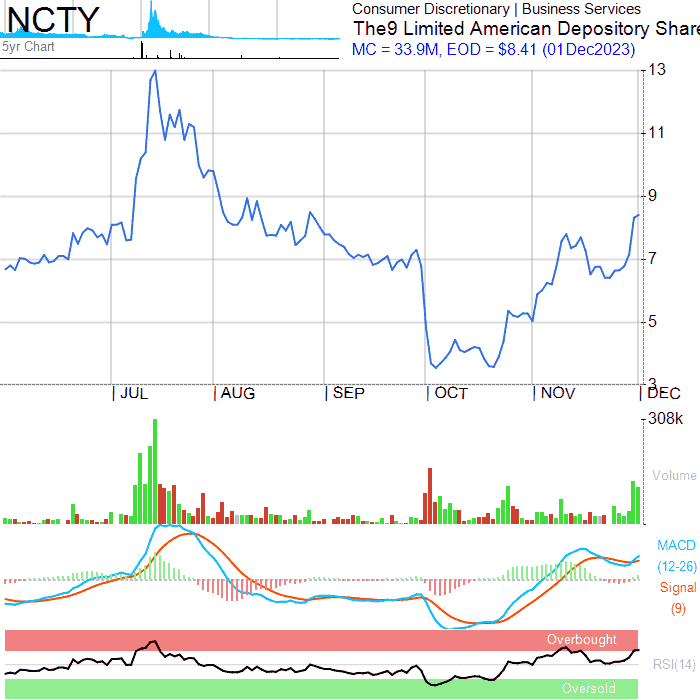 NCTY
5yr Chart
Consumer Discretionary | Business Services
The9 Limited American Depository Share
MC = 33.9M, EOD = $8.41 (01Dec2023)
13
11
9
7
5
3
| JUL | AUG | SEP | OCT | NOV | DEC
308k
Volume
MACD
(12-26)
Signal
(9)
Overbought
RSI(14)
Oversold